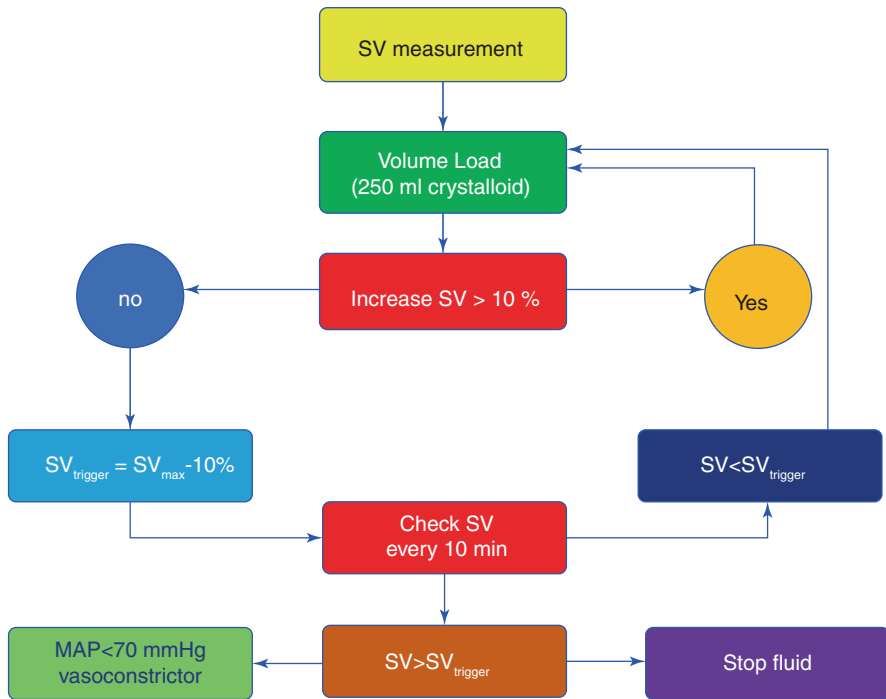 SV measurement
Volume Load
(250 ml crystalloid)
no
Increase SV > 10 %
Yes
SVtrigger = SVmax-10%
SV<SVtrigger
Check SV
every 10 min
MAP<70 mmHg
vasoconstrictor
SV>SVtrigger
Stop fluid